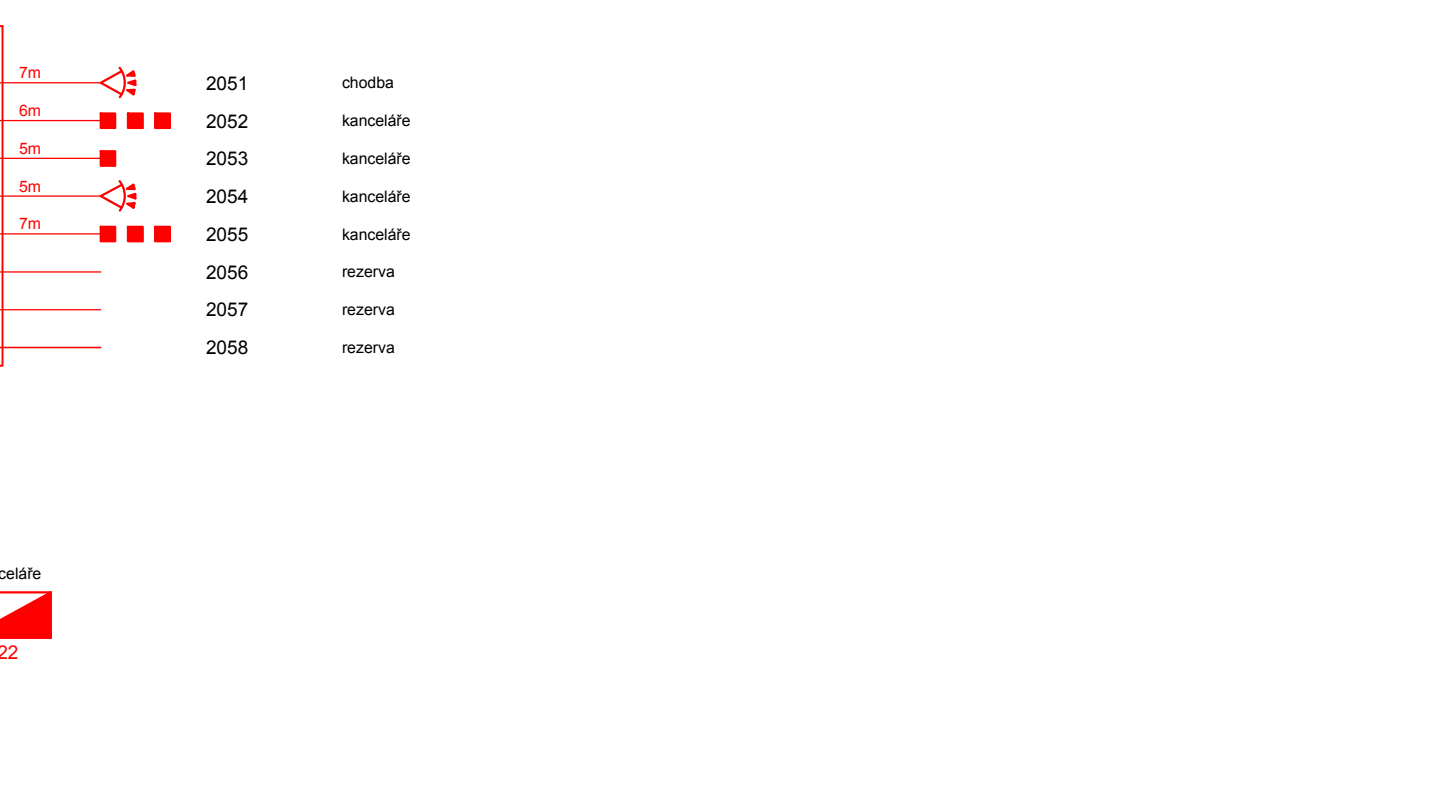 7m 2051 chodba
6m 2052 kanceláře
5m 2053 kanceláře
5m 2054 kanceláře
7m 2055 kanceláře
2056 rezerva
2057 rezerva
2058 rezerva
celáře
22